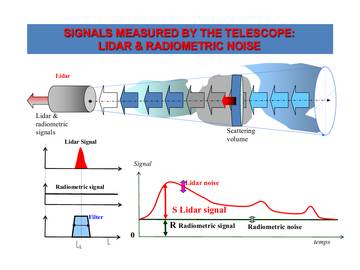 SIGNALS MEASURED BY THE TELESCOPE:
LIDAR & RADIOMETRIC NOISE
Lidar
Lidar &
radiometric
signals
Scattering
volume
Lidar Signal
Radiometric signal
Filter
L
Signal
Lidar noise
S Lidar signal
R Radiometric signal
Radiometric noise
0
temps